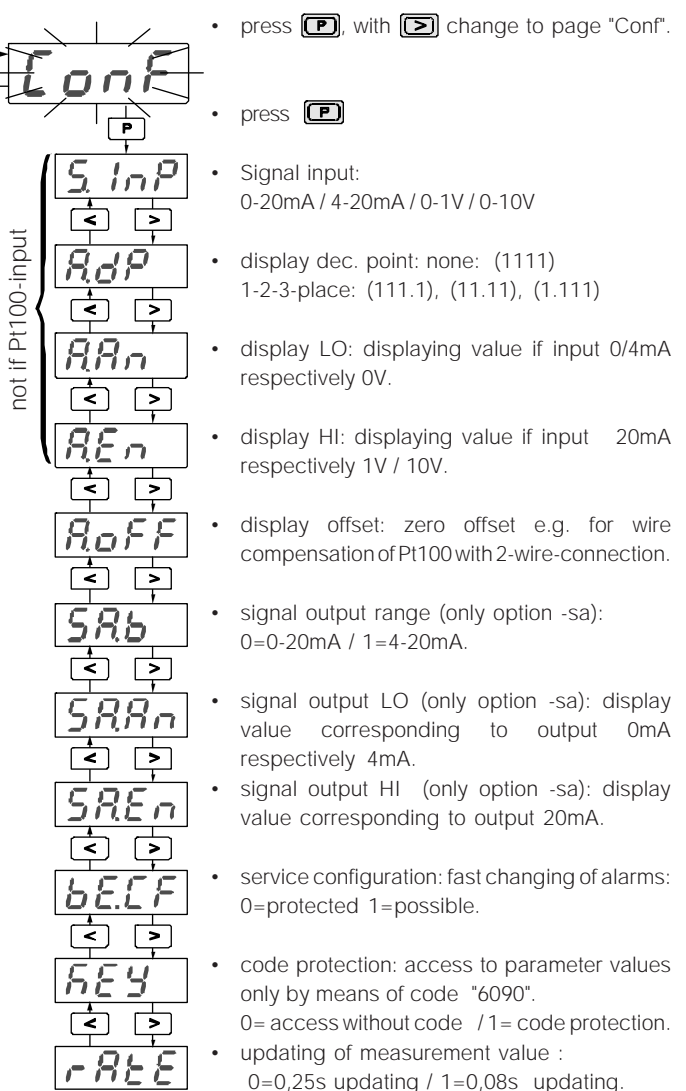 • press P, with > change to page "Conf".
ConF
P
• press P
not if Pt100-input
S.InP
• Signal input:
0-20mA / 4-20mA / 0-1V / 0-10V
< >
A.dP
• display dec. point: none: (1111)
1-2-3-place: (111.1), (11.11), (1.111)
< >
A.An
• display LO: displaying value if input 0/4mA
respectively 0V.
< >
A.En
• display HI: displaying value if input 20mA
respectively 1V / 10V.
< >
A.oFF
• display offset: zero offset e.g. for wire
compensation of Pt100 with 2-wire-connection.
< >
SA.b
• signal output range (only option -sa):
0=0-20mA / 1=4-20mA.
< >
SA.An
• signal output LO (only option -sa): display
value corresponding to output 0mA
respectively 4mA.
< >
SA.En
• signal output HI (only option -sa): display
value corresponding to output 20mA.
< >
bE.CF
• service configuration: fast changing of alarms:
0=protected 1=possible.
< >
KEY
• code protection: access to parameter values
only by means of code "6090".
0= access without code / 1= code protection.
< >
rAtE
• updating of measurement value :
0=0,25s updating / 1=0,08s updating.